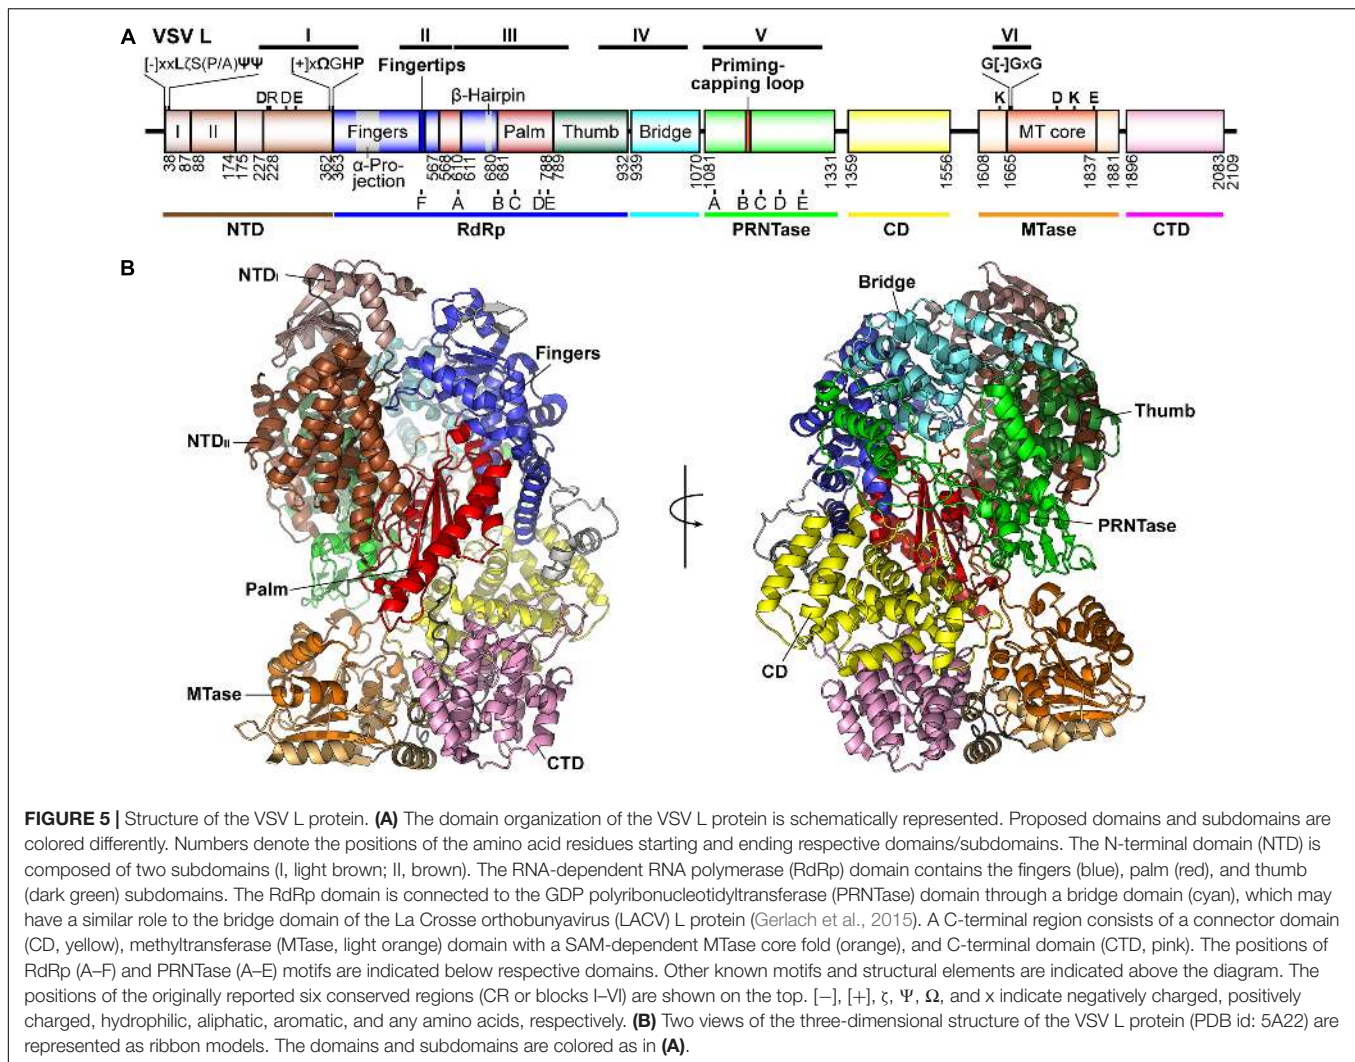 A VSV L I II III IV V VI
[-]xxLζS(P/A)ΨΨ [+]xΩGHP Fingertips Priming-
capping loop G[-]GxG
DRDE β-Hairpin K D K E
I II Fingers Palm Thumb Bridge MT core
α-Pro-
jection
38 87 88 174 175 227 228 362 363 567 568 610 611 680 681 788 789 932 939 1070 1081 1331 1359 1556 1608 1665 1837 1881 1896 2083 2109
F A B C D E A B C D E
NTD RdRp PRNTase CD MTase CTD
B
NTDI
Fingers
NTDII
Palm
MTase
CTD
Bridge
Thumb
PRNTase
CD
FIGURE 5 | Structure of the VSV L protein. (A) The domain organization of the VSV L protein is schematically represented. Proposed domains and subdomains are
colored differently. Numbers denote the positions of the amino acid residues starting and ending respective domains/subdomains. The N-terminal domain (NTD) is
composed of two subdomains (I, light brown; II, brown). The RNA-dependent RNA polymerase (RdRp) domain contains the fingers (blue), palm (red), and thumb
(dark green) subdomains. The RdRp domain is connected to the GDP polyribonucleotidyltransferase (PRNTase) domain through a bridge domain (cyan), which may
have a similar role to the bridge domain of the La Crosse orthobunyavirus (LACV) L protein (Gerlach et al., 2015). A C-terminal region consists of a connector domain
(CD, yellow), methyltransferase (MTase, light orange) domain with a SAM-dependent MTase core fold (orange), and C-terminal domain (CTD, pink). The positions of
RdRp (A–F) and PRNTase (A–E) motifs are indicated below respective domains. Other known motifs and structural elements are indicated above the diagram. The
positions of the originally reported six conserved regions (CR or blocks I–VI) are shown on the top. [−], [+], ζ, Ψ, Ω, and x indicate negatively charged, positively
charged, hydrophilic, aliphatic, aromatic, and any amino acids, respectively. (B) Two views of the three-dimensional structure of the VSV L protein (PDB id: 5A22) are
represented as ribbon models. The domains and subdomains are colored as in (A).